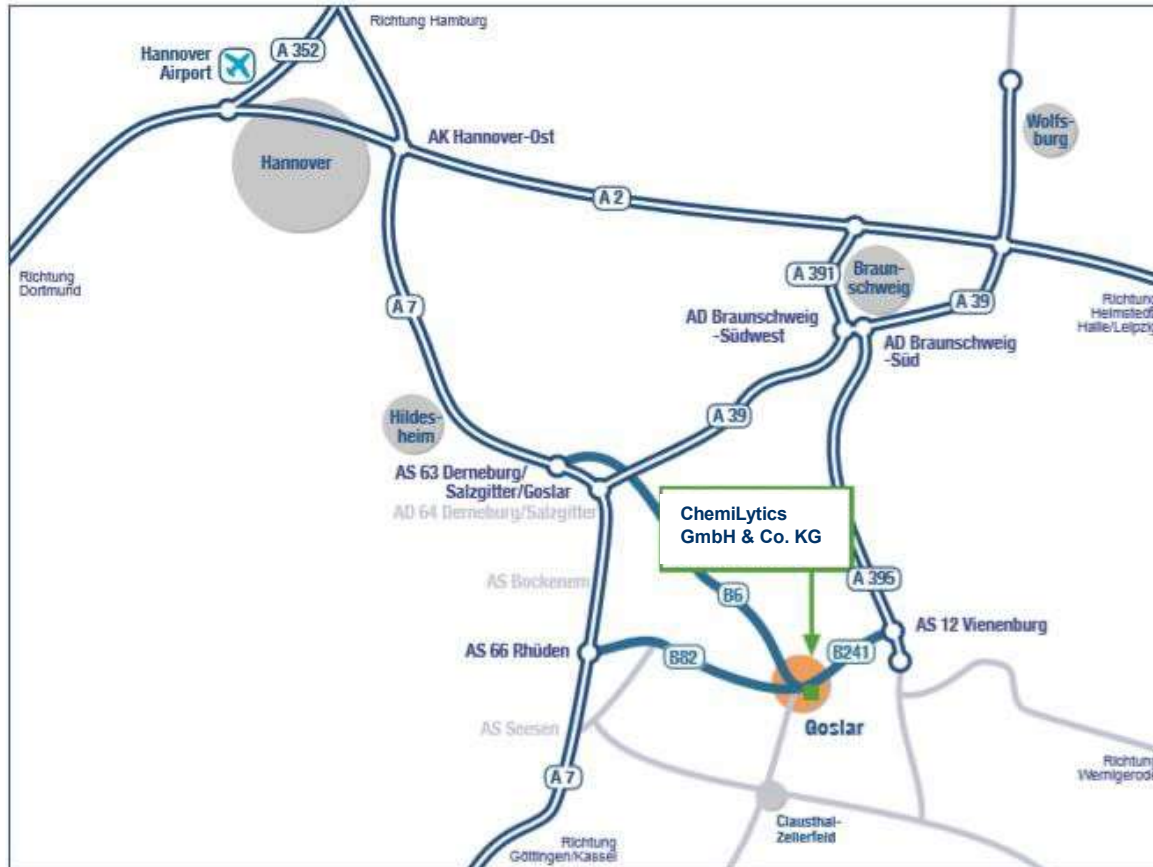 Richtung Hamburg
A 352
Hannover
Airport
AK Hannover-Ost
Hannover
Wolfs-
burg
A 2
Richtung
Dortmund
A 7
A 391
Braun-
schweig
A 39
Richtung
Helmstedt
Halle/Leipzig
AD Braunschweig
-Südwest
AD Braunschweig
-Süd
Hildes-
heim
A 39
AS 63 Derneburg/
Salzgitter/Goslar
AD 64 Derneburg/Salzgitter
ChemiLytics
GmbH & Co. KG
AS Bockenem
B6
A 395
AS 12 Vienenburg
AS 66 Rhüden
B82
B241
AS Seesen
Goslar
A 7
Richtung
Wernigerode
Clausthal-
Zellerfeld
Richtung
Göttingen/Kassel